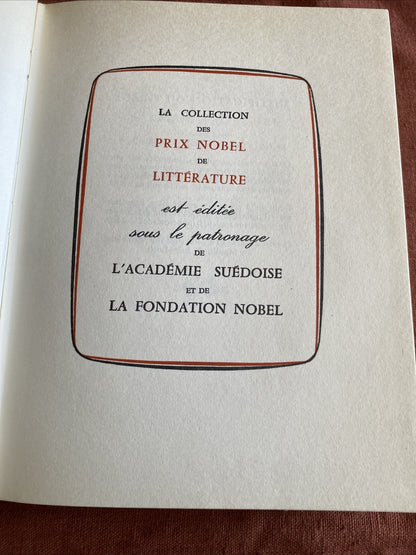 LA COLLECTION
DES
PRIX NOBEL
DE
LITTÉRATURE
est éditée
sous le patronage
DE
L'ACADÉMIE SUÉDOISE
ET DE
LA FONDATION NOBEL